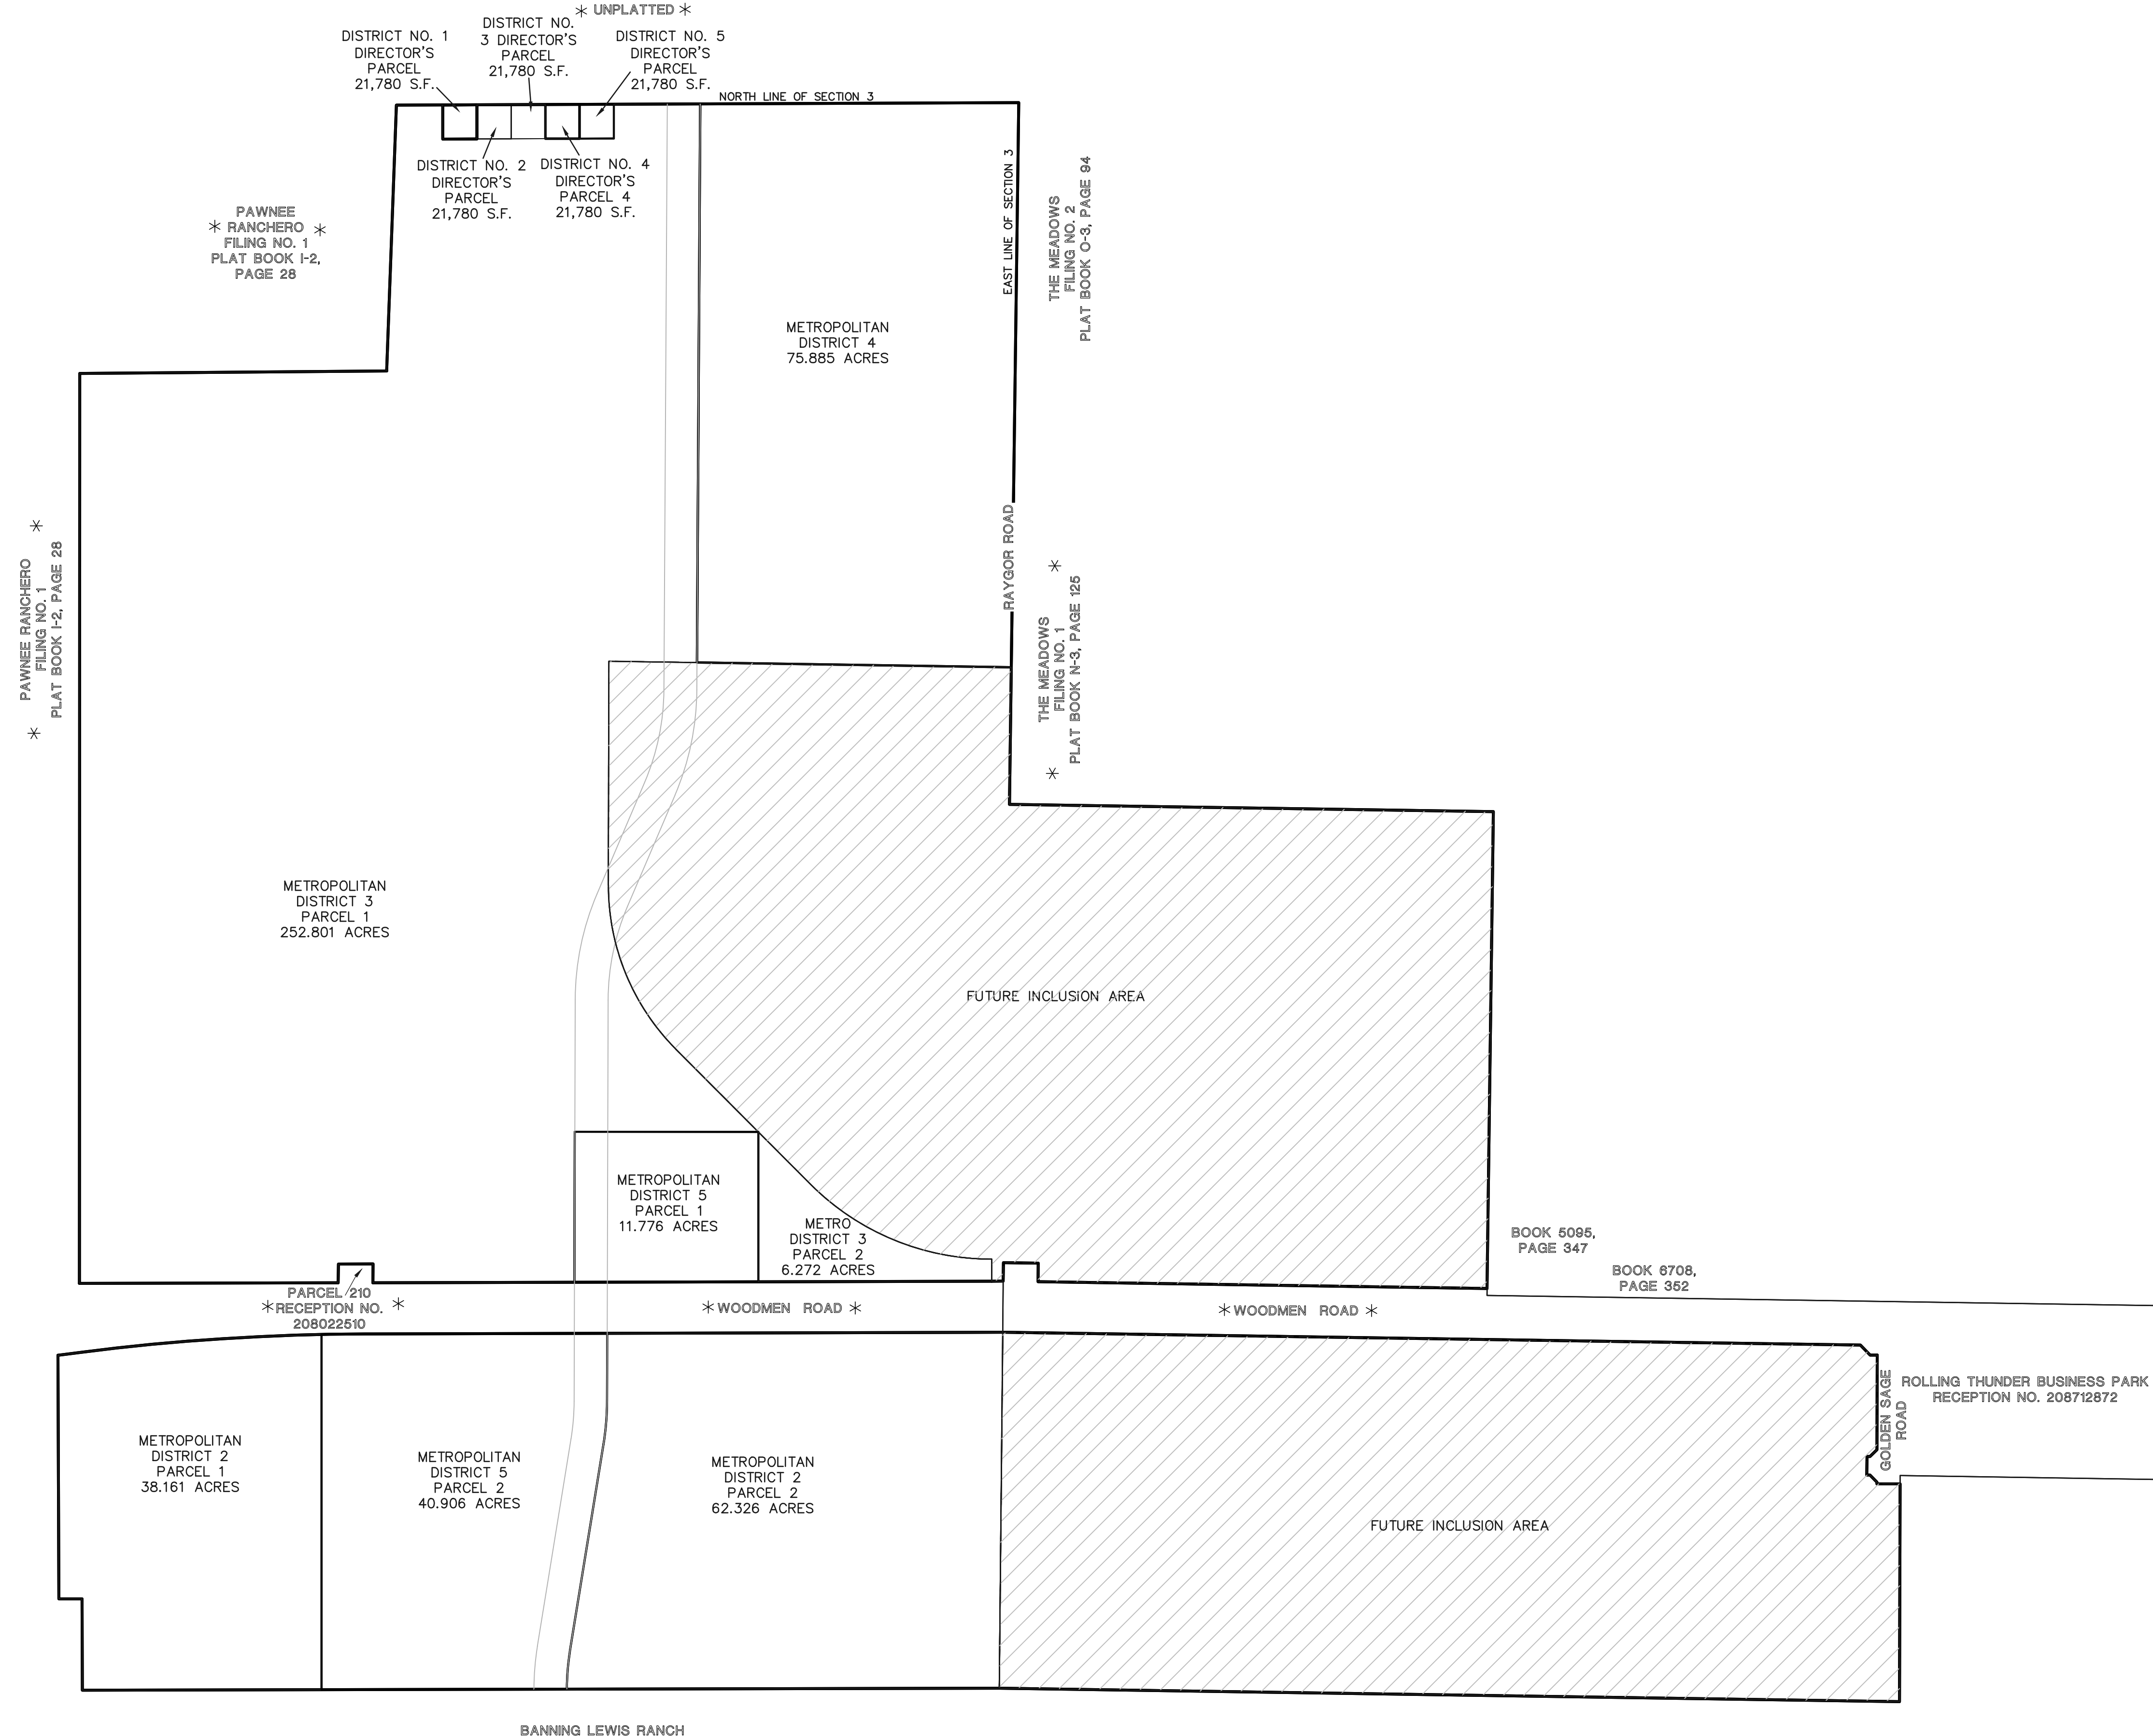 * UNPLATTED *
DISTRICT NO. 1
DIRECTOR'S
PARCEL
21,780 S.F.
DISTRICT NO.
3 DIRECTOR'S
PARCEL
21,780 S.F.
DISTRICT NO. 5
DIRECTOR'S
PARCEL
21,780 S.F.
NORTH LINE OF SECTION 3
DISTRICT NO. 2
DIRECTOR'S
PARCEL
21,780 S.F.
DISTRICT NO. 4
DIRECTOR'S
PARCEL 4
21,780 S.F.
EAST LINE OF SECTION 3
THE MEADOWS
FILING NO. 2
PLAT BOOK O-3, PAGE 94
PAWNEE
* RANCHERO *
FILING NO. 1
PLAT BOOK I-2,
PAGE 28
METROPOLITAN
DISTRICT 4
75.885 ACRES
RAYGOR ROAD
* PAWNEE RANCHERO *
FILING NO. 1
PLAT BOOK I-2, PAGE 28
* THE MEADOWS *
FILING NO. 1
PLAT BOOK N-3, PAGE 125
METROPOLITAN
DISTRICT 3
PARCEL 1
252.801 ACRES
FUTURE INCLUSION AREA
METROPOLITAN
DISTRICT 5
PARCEL 1
11.776 ACRES
METRO
DISTRICT 3
PARCEL 2
6.272 ACRES
BOOK 5095,
PAGE 347
BOOK 6708,
PAGE 352
PARCEL 210
* RECEPTION NO. *
208022510
* WOODMEN ROAD *
* WOODMEN ROAD *
GOLDEN SAGE
ROAD
ROLLING THUNDER BUSINESS PARK
RECEPTION NO. 208712872
METROPOLITAN
DISTRICT 2
PARCEL 1
38.161 ACRES
METROPOLITAN
DISTRICT 5
PARCEL 2
40.906 ACRES
METROPOLITAN
DISTRICT 2
PARCEL 2
62.326 ACRES
FUTURE INCLUSION AREA
BANNING LEWIS RANCH